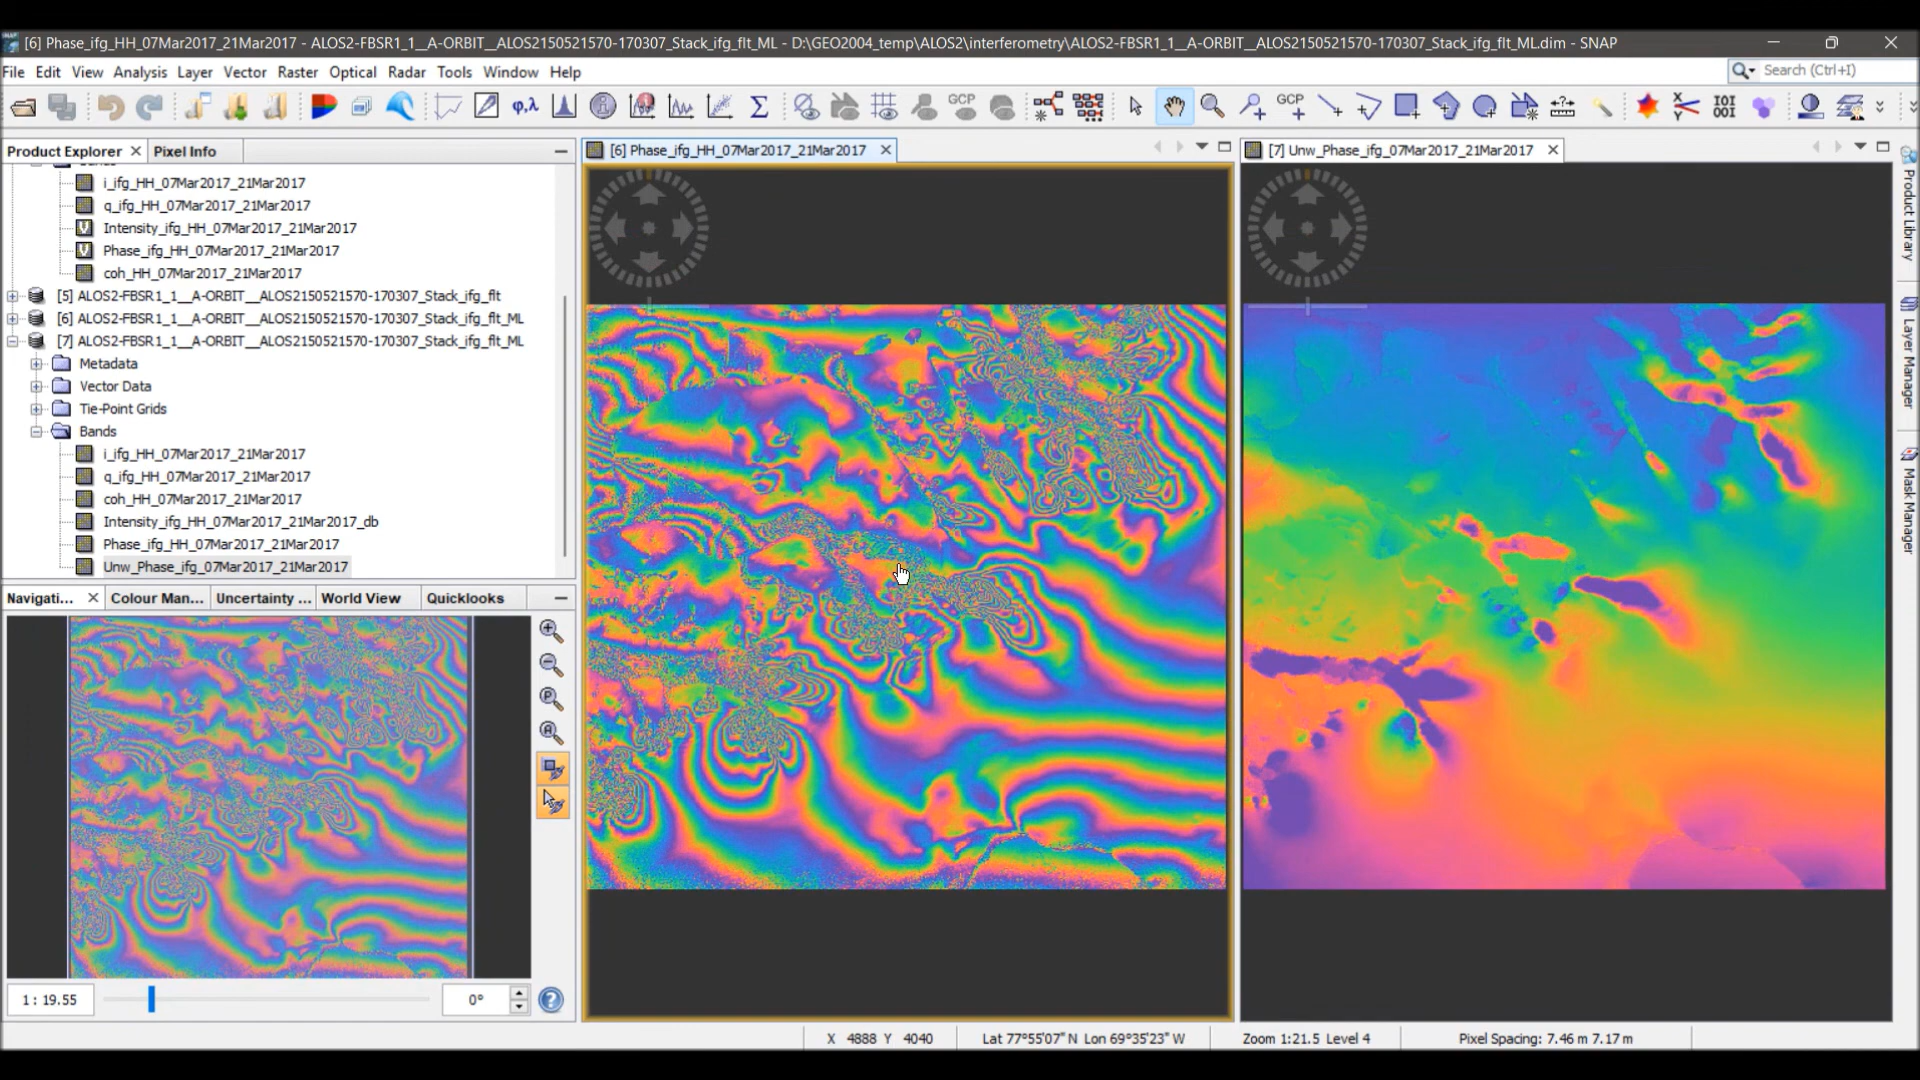 [6] Phase_ifg_HH_07Mar2017_21Mar2017 - ALOS2-FBSR1_1__A-ORBIT__ALOS2150521570-170307_Stack_ifg_flt_ML - D:\GEO2004_temp\ALOS2\interferometry\ALOS2-FBSR1_1__A-ORBIT__ALOS2150521570-170307_Stack_ifg_flt_ML.dim - SNAP
File Edit View Analysis Layer Vector Raster Optical Radar Tools Window Help
Search (Ctrl+I)
φ,λ GCP GCP
Product Explorer Pixel Info
[6] Phase_ifg_HH_07Mar2017_21Mar2017
[7] Unw_Phase_ifg_07Mar2017_21Mar2017
i_ifg_HH_07Mar2017_21Mar2017
q_ifg_HH_07Mar2017_21Mar2017
Intensity_ifg_HH_07Mar2017_21Mar2017
Phase_ifg_HH_07Mar2017_21Mar2017
coh_HH_07Mar2017_21Mar2017
[5] ALOS2-FBSR1_1__A-ORBIT__ALOS2150521570-170307_Stack_ifg_flt
[6] ALOS2-FBSR1_1__A-ORBIT__ALOS2150521570-170307_Stack_ifg_flt_ML
[7] ALOS2-FBSR1_1__A-ORBIT__ALOS2150521570-170307_Stack_ifg_flt_ML
Metadata
Vector Data
Tie-Point Grids
Bands
i_ifg_HH_07Mar2017_21Mar2017
q_ifg_HH_07Mar2017_21Mar2017
coh_HH_07Mar2017_21Mar2017
Intensity_ifg_HH_07Mar2017_21Mar2017_db
Phase_ifg_HH_07Mar2017_21Mar2017
Unw_Phase_ifg_07Mar2017_21Mar2017
Navigati... Colour Man... Uncertainty ... World View Quicklooks
1 : 19.55
0°
Product Library
Layer Manager
Mask Manager
X 4888 Y 4040
Lat 77°55'07" N Lon 69°35'23" W
Zoom 1:21.5 Level 4
Pixel Spacing: 7.46 m 7.17 m